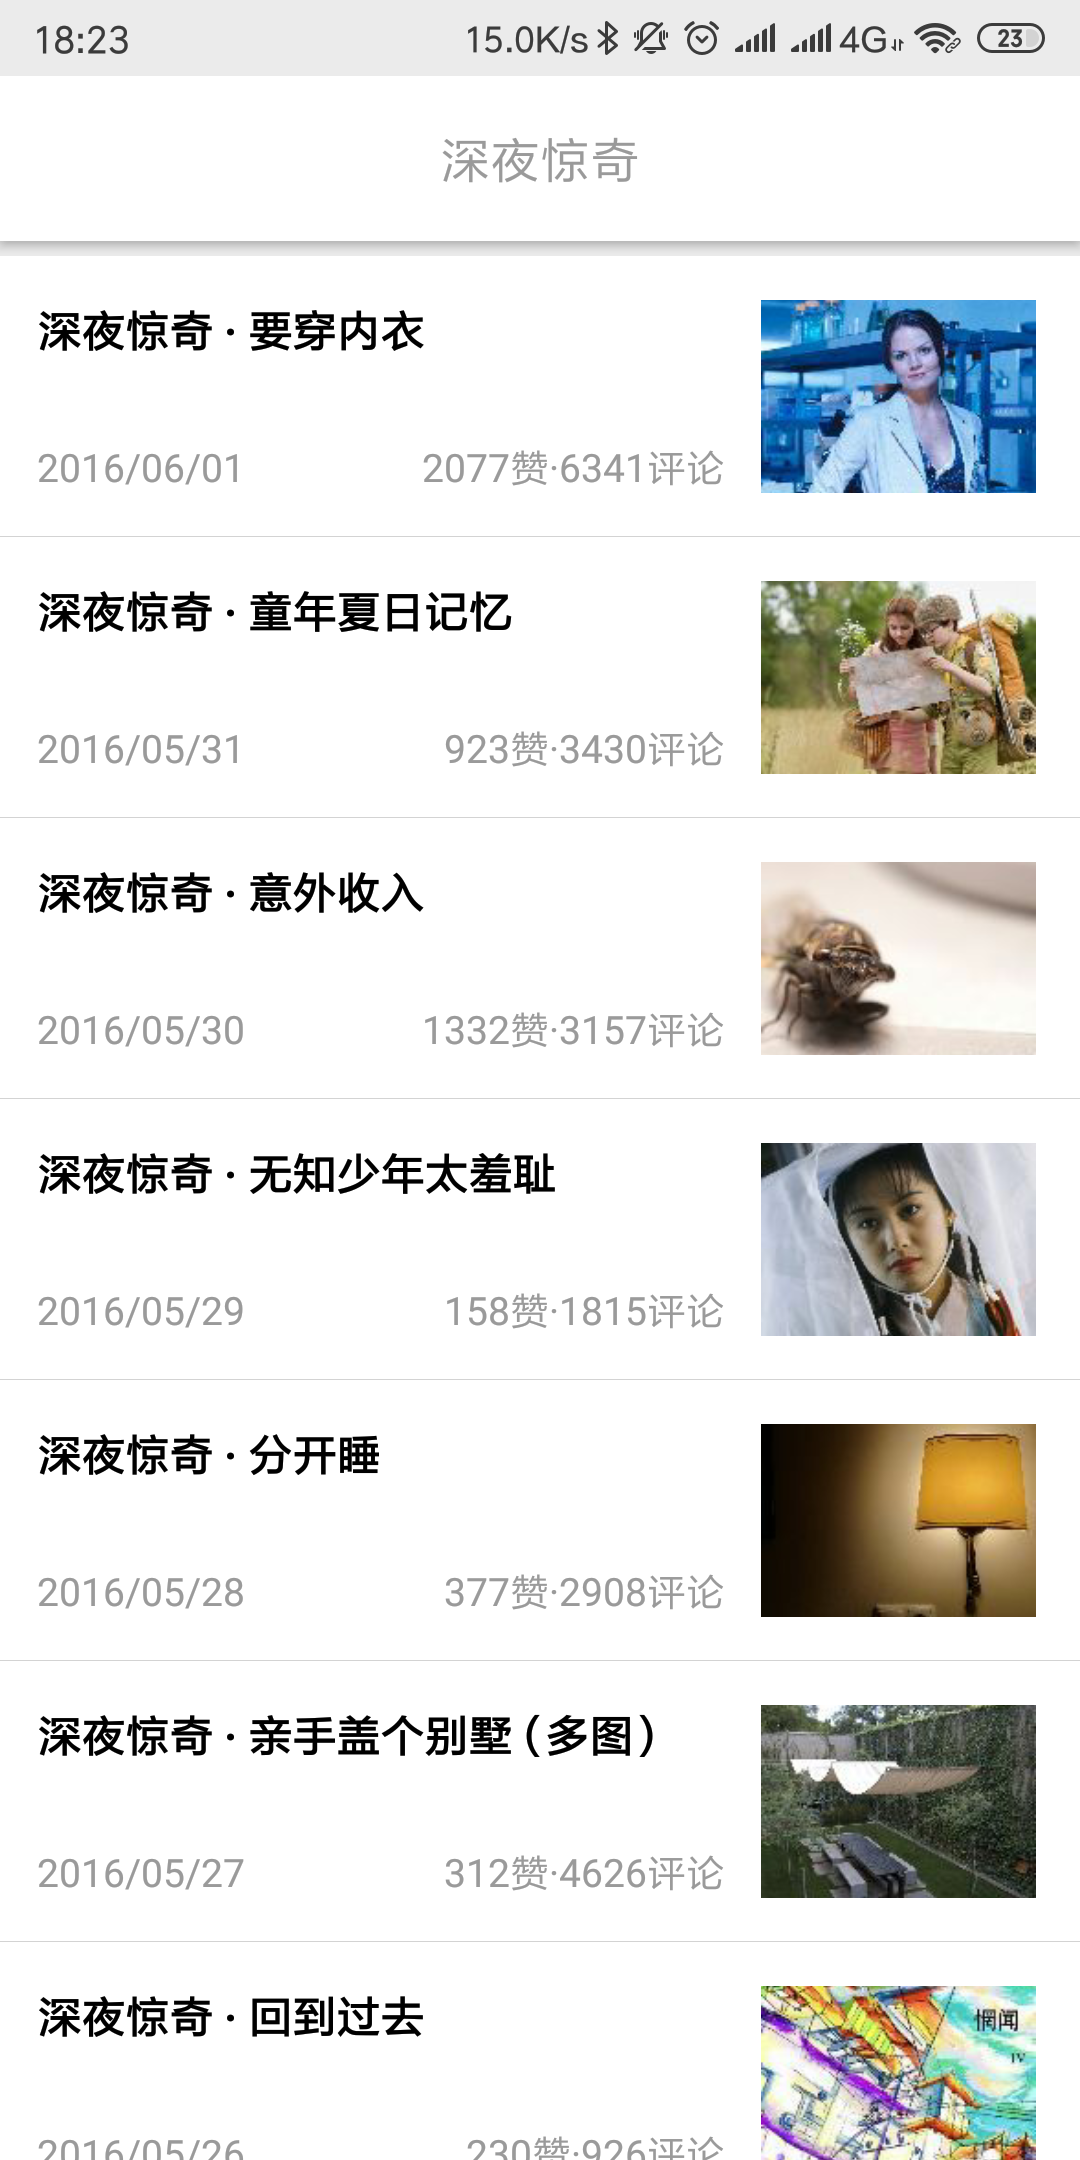 18:23
15.0K/s 4G 23
深夜惊奇
深夜惊奇 · 要穿内衣
2016/06/01 2077赞·6341评论
深夜惊奇 · 童年夏日记忆
2016/05/31 923赞·3430评论
深夜惊奇 · 意外收入
2016/05/30 1332赞·3157评论
深夜惊奇 · 无知少年太羞耻
2016/05/29 158赞·1815评论
深夜惊奇 · 分开睡
2016/05/28 377赞·2908评论
深夜惊奇 · 亲手盖个别墅（多图）
2016/05/27 312赞·4626评论
深夜惊奇 · 回到过去
惘闻
IV
2016/05/26 230赞·926评论